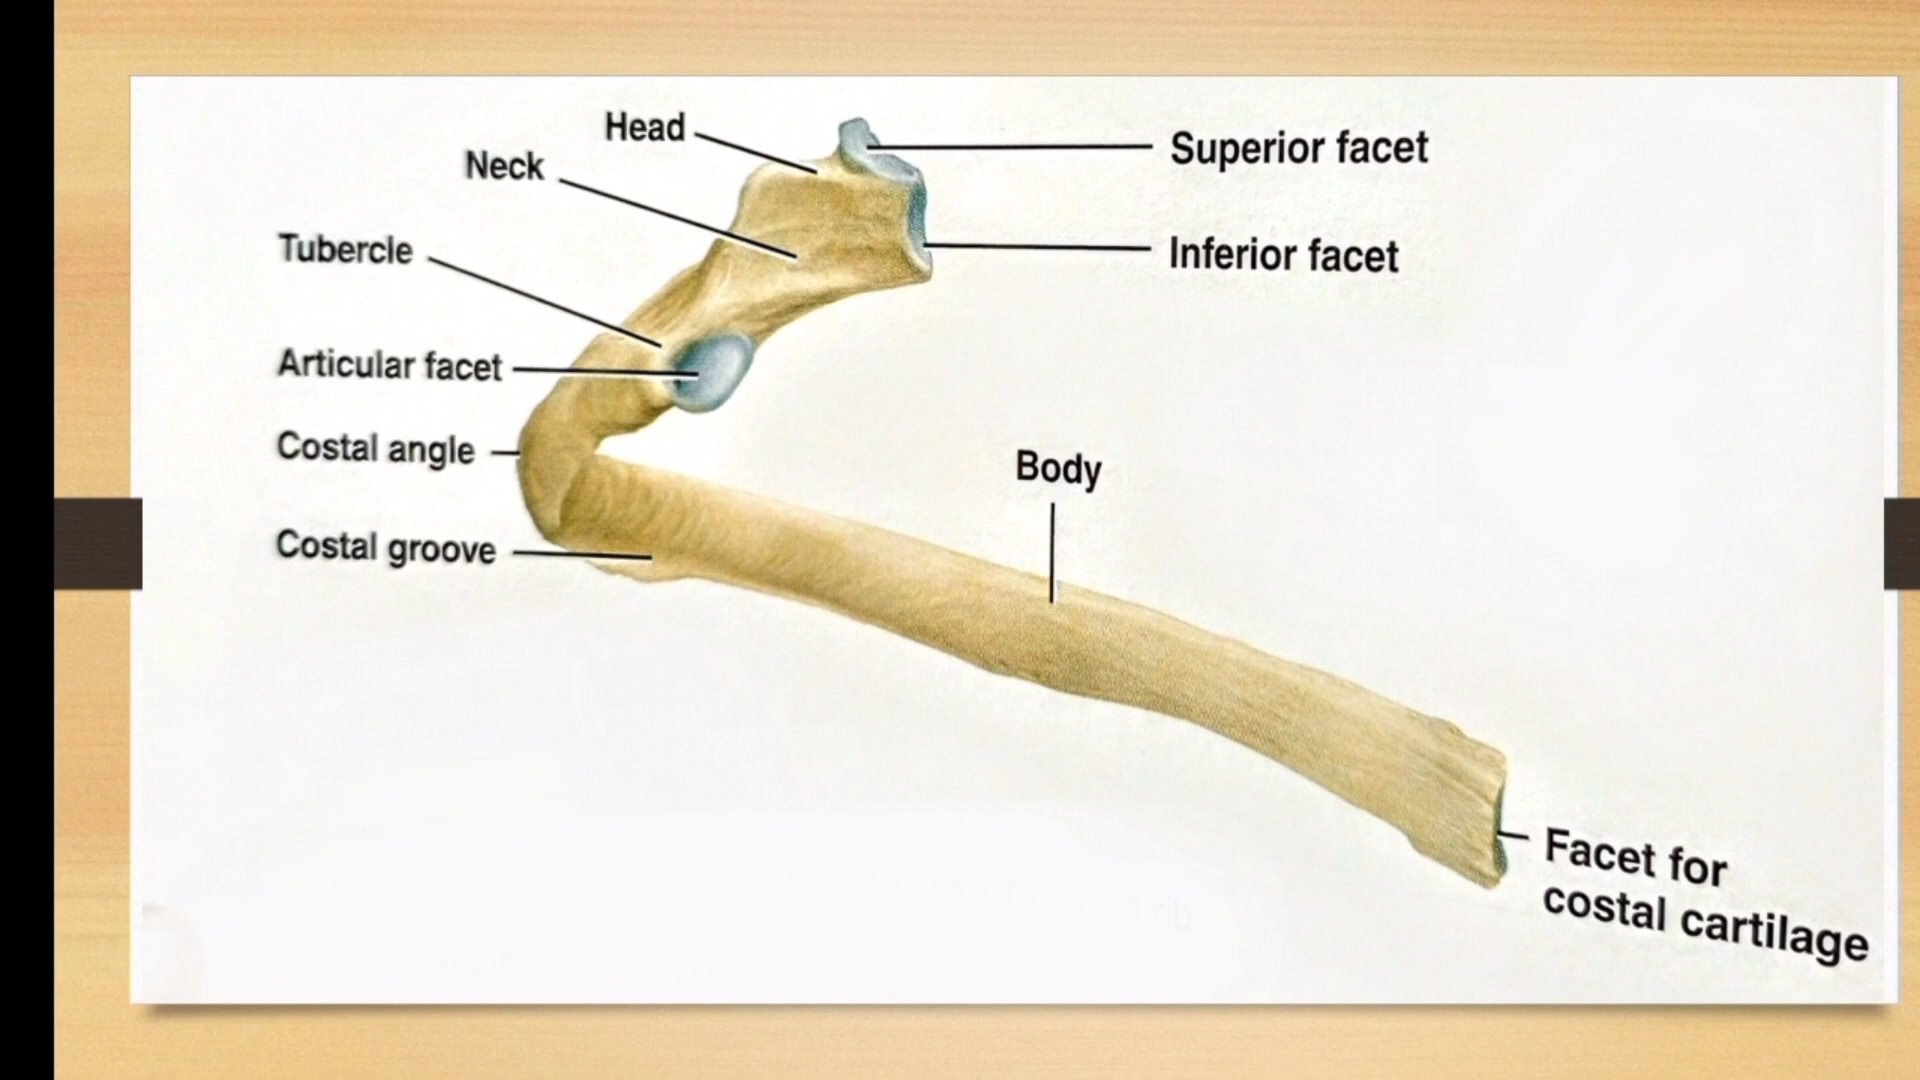 Head
Superior facet
Neck
Tubercle
Inferior facet
Articular facet
Costal angle
Body
Costal groove
Facet for
costal cartilage